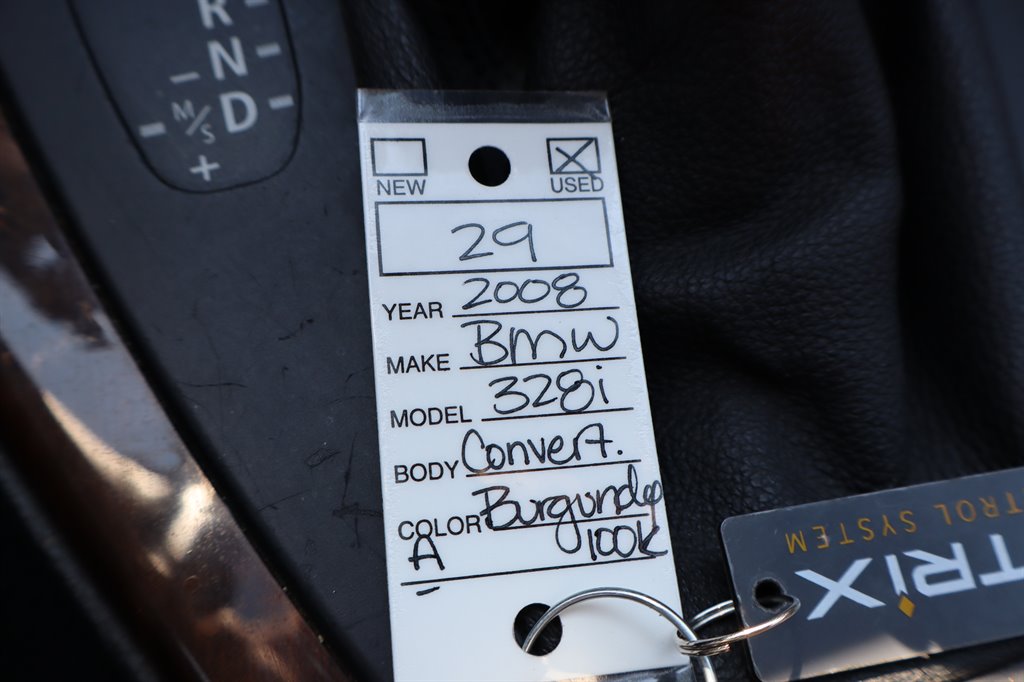 R
N
M/S D
+
NEW USED
29
YEAR 2008
MAKE BMW
MODEL 328i
BODY Convert.
COLOR Burgundy
A 100K
TROL SYSTEM
TRiX